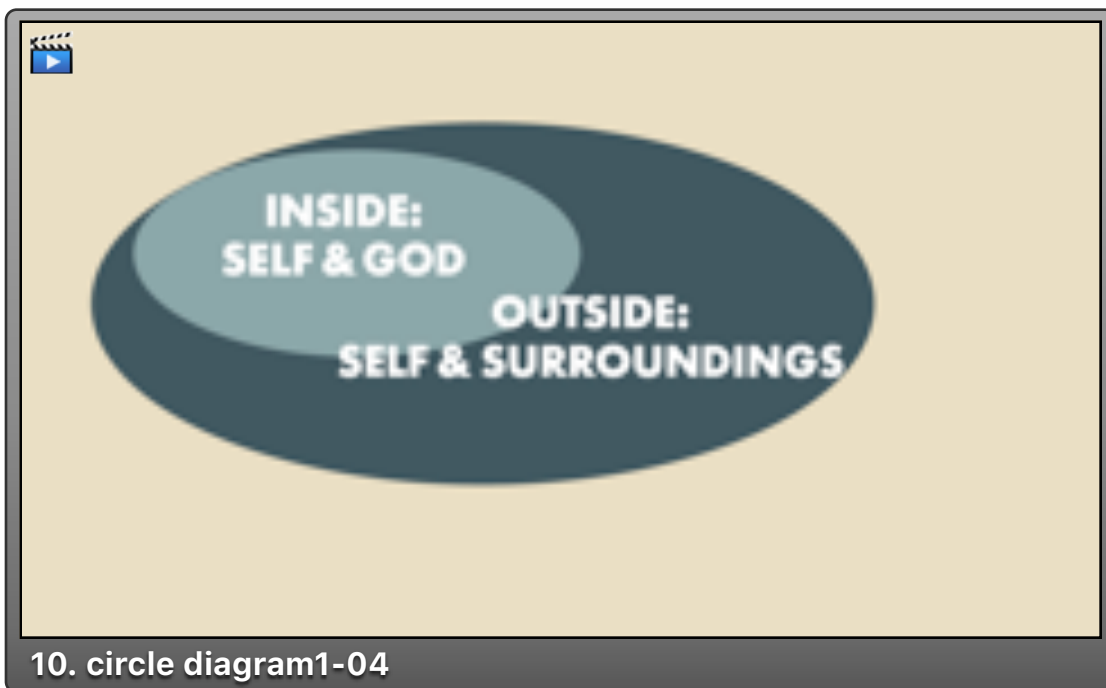 INSIDE:
SELF & GOD
OUTSIDE:
SELF & SURROUNDINGS
10. circle diagram1-04